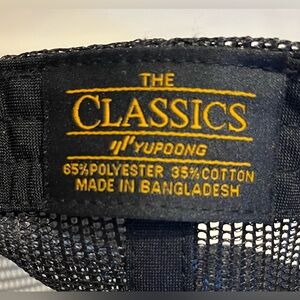 THE
CLASSICS
YUPOONG
65%POLYESTER 35%COTTON
MADE IN BANGLADESH